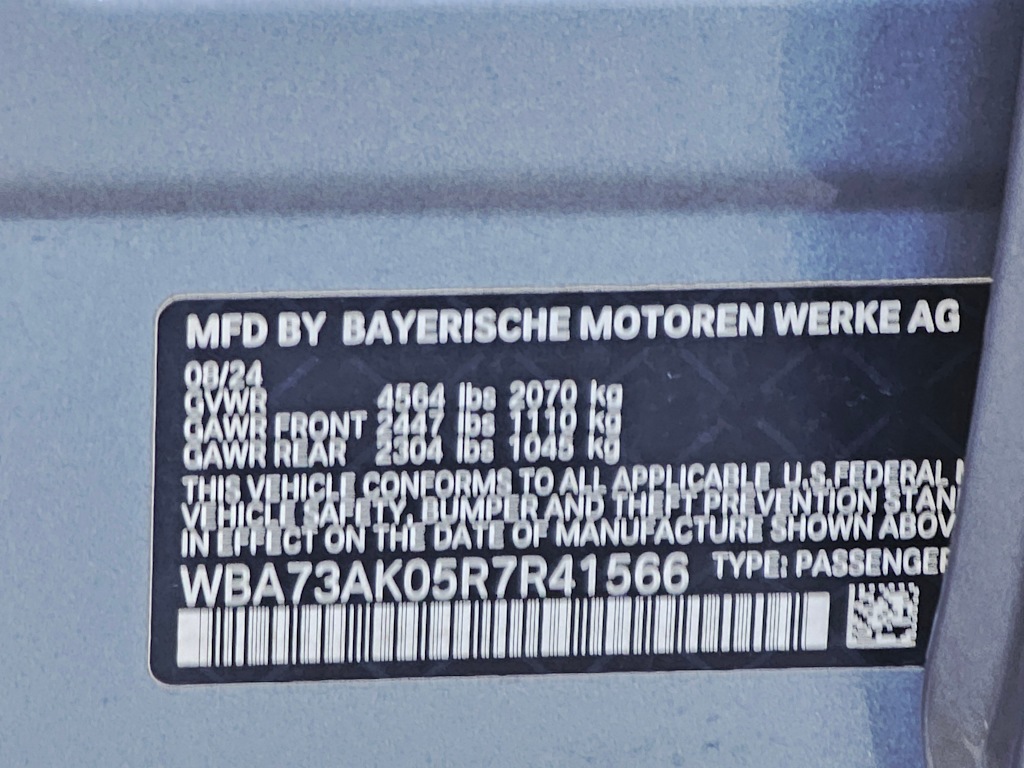 MFD BY BAYERISCHE MOTOREN WERKE AG
08/24
GVWR 4564 lbs 2070 kg
GAWR FRONT 2447 lbs 1110 kg
GAWR REAR 2304 lbs 1045 kg
THIS VEHICLE CONFORMS TO ALL APPLICABLE U.S.FEDERAL
VEHICLE SAFETY, BUMPER AND THEFT PREVENTION STAN
IN EFFECT ON THE DATE OF MANUFACTURE SHOWN ABOV
WBA73AK05R7R41566 TYPE: PASSENGER